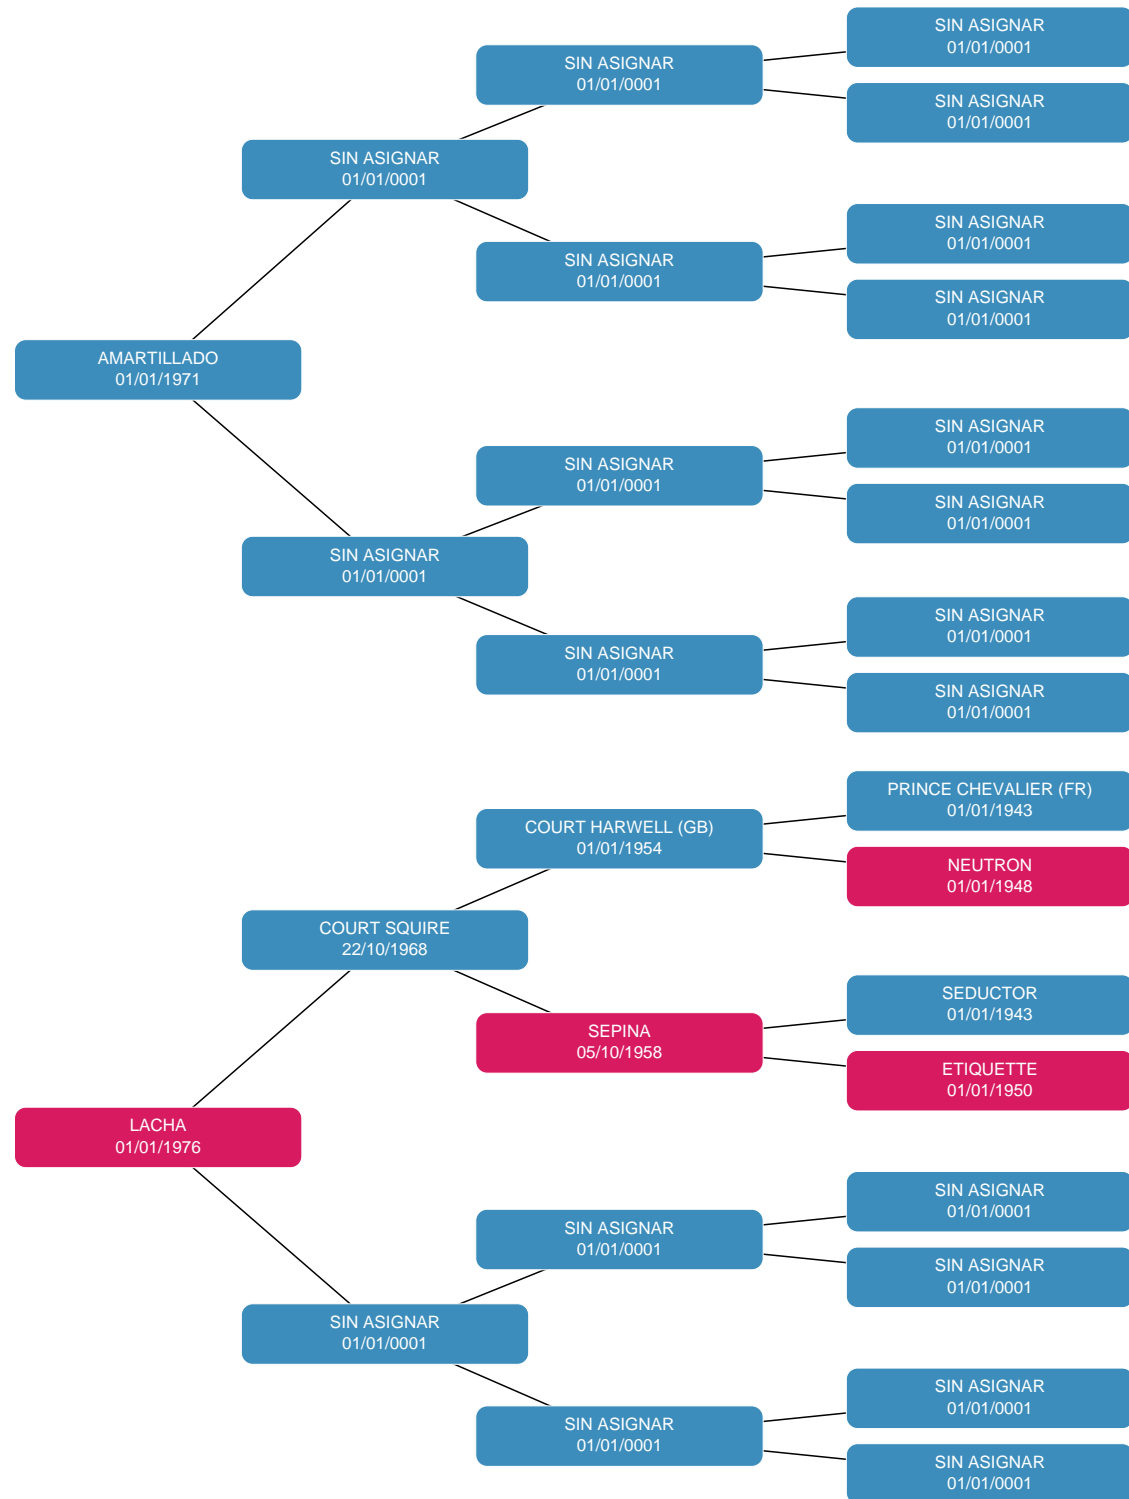 SIN ASIGNAR
01/01/0001
SIN ASIGNAR
01/01/0001
SIN ASIGNAR
01/01/0001
SIN ASIGNAR
01/01/0001
SIN ASIGNAR
01/01/0001
SIN ASIGNAR
01/01/0001
SIN ASIGNAR
01/01/0001
AMARTILLADO
01/01/1971
SIN ASIGNAR
01/01/0001
SIN ASIGNAR
01/01/0001
SIN ASIGNAR
01/01/0001
SIN ASIGNAR
01/01/0001
SIN ASIGNAR
01/01/0001
SIN ASIGNAR
01/01/0001
SIN ASIGNAR
01/01/0001
PRINCE CHEVALIER (FR)
01/01/1943
COURT HARWELL (GB)
01/01/1954
NEUTRON
01/01/1948
COURT SQUIRE
22/10/1968
SEDUCTOR
01/01/1943
SEPINA
05/10/1958
ETIQUETTE
01/01/1950
LACHA
01/01/1976
SIN ASIGNAR
01/01/0001
SIN ASIGNAR
01/01/0001
SIN ASIGNAR
01/01/0001
SIN ASIGNAR
01/01/0001
SIN ASIGNAR
01/01/0001
SIN ASIGNAR
01/01/0001
SIN ASIGNAR
01/01/0001